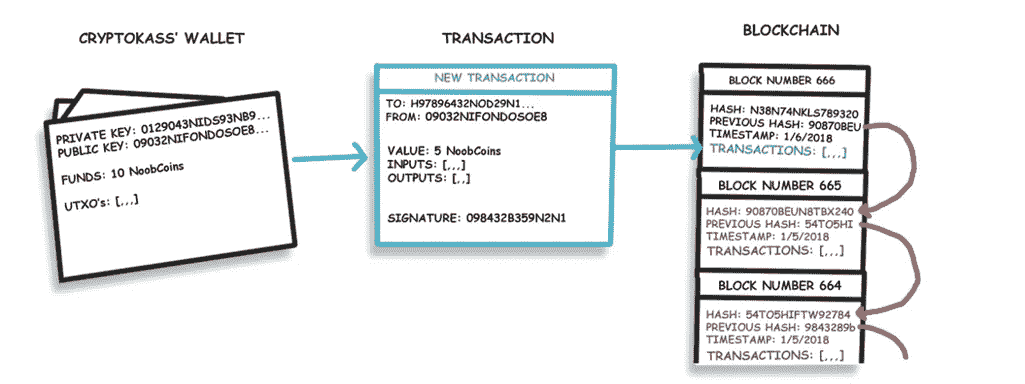 CRYPTOKASS' WALLET
PRIVATE KEY: 0129043NIDS93NB9...
PUBLIC KEY: 09032NIFONDOSOE8...
FUNDS: 10 NoobCoins
UTXO's: [,,,]
TRANSACTION
NEW TRANSACTION
TO: H97896432NOD29N1...
FROM: 09032NIFONDOSOE8
VALUE: 5 NoobCoins
INPUTS: [,,,]
OUTPUTS: [,,]
SIGNATURE: 098432B359N2N1
BLOCKCHAIN
BLOCK NUMBER 666
HASH: N38N74NKLS789320
PREVIOUS HASH: 90870BEU
TIMESTAMP: 1/6/2018
TRANSACTIONS: [,,,]
BLOCK NUMBER 665
HASH: 90870BEUN8TBX240
PREVIOUS HASH: 54TO5HI
TIMESTAMP: 1/5/2018
TRANSACTIONS: [,,,]
BLOCK NUMBER 664
HASH: 54TO5HIFTW92784
PREVIOUS HASH: 9843289b
TIMESTAMP: 1/5/2018
TRANSACTIONS: [,,,]